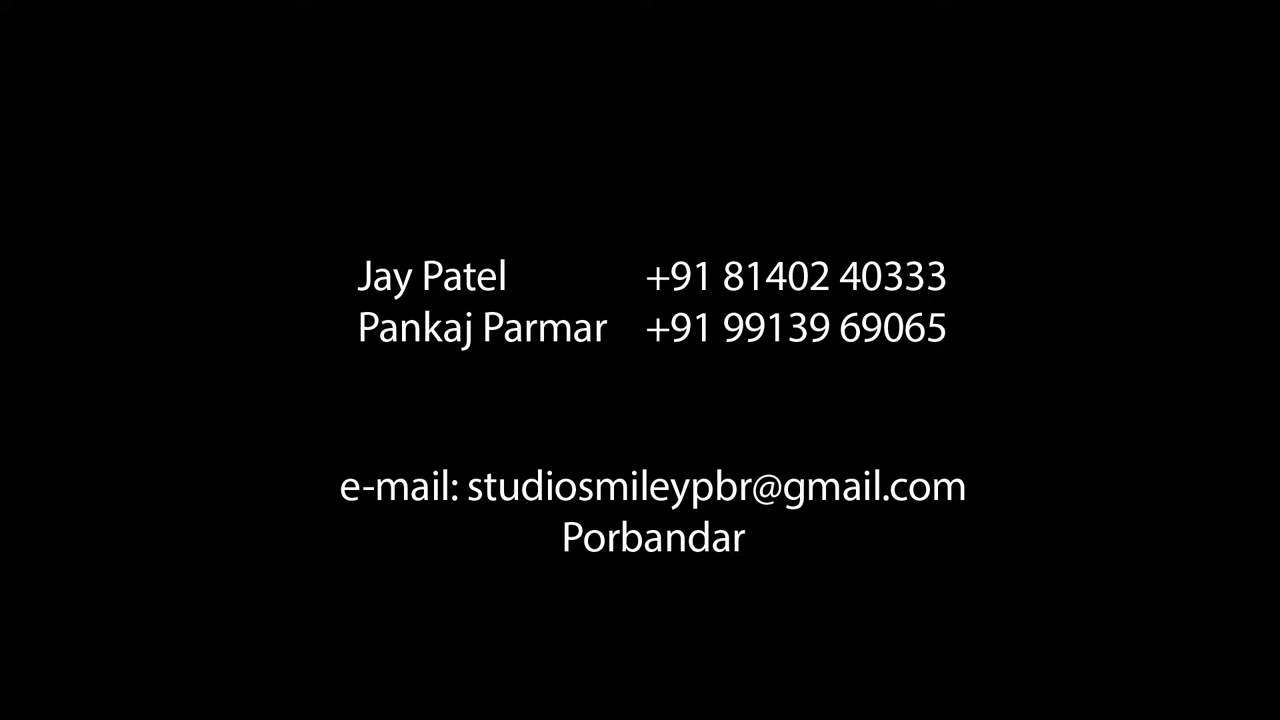 Jay Patel +91 81402 40333
Pankaj Parmar +91 99139 69065
e-mail: studiosmileypbr@gmail.com
Porbandar